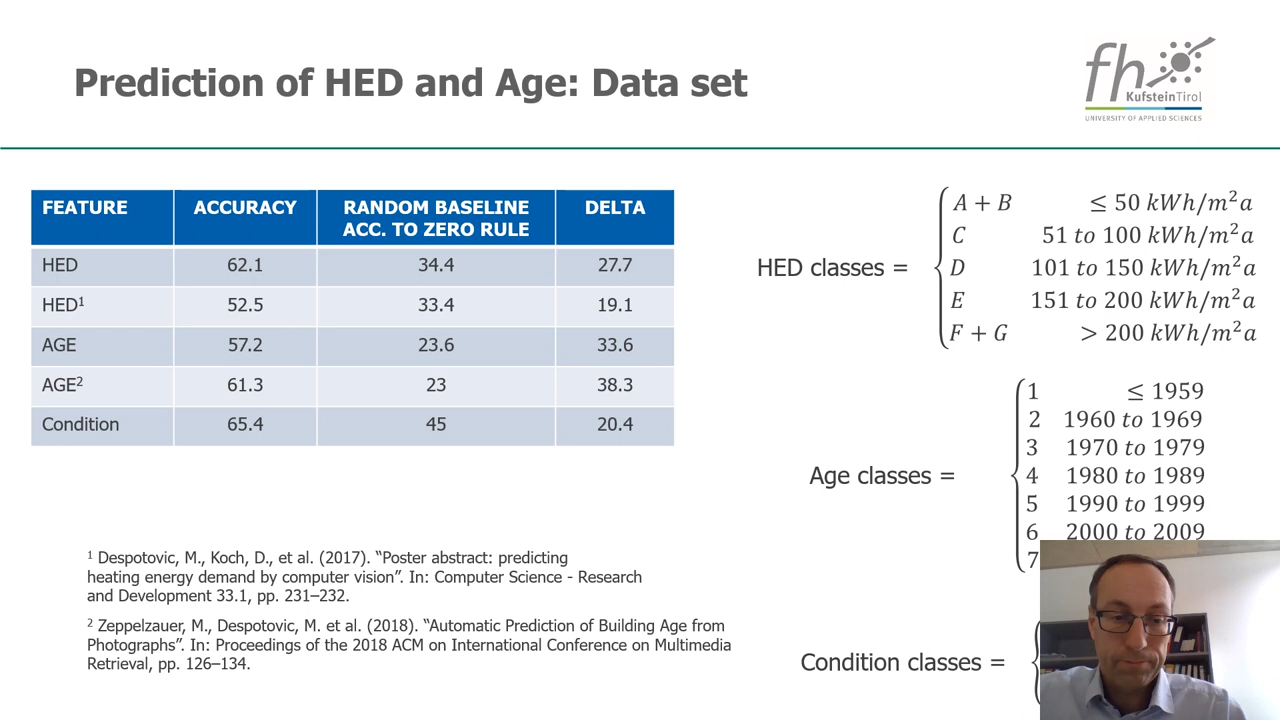 Prediction of HED and Age: Data set
fh
KufsteinTirol
UNIVERSITY OF APPLIED SCIENCES
FEATURE ACCURACY RANDOM BASELINE ACC. TO ZERO RULE DELTA
HED 62.1 34.4 27.7
HED¹ 52.5 33.4 19.1
AGE 57.2 23.6 33.6
AGE² 61.3 23 38.3
Condition 65.4 45 20.4
HED classes =
A + B ≤ 50 kWh/m²a
C 51 to 100 kWh/m²a
D 101 to 150 kWh/m²a
E 151 to 200 kWh/m²a
F + G > 200 kWh/m²a
Age classes =
1 ≤ 1959
2 1960 to 1969
3 1970 to 1979
4 1980 to 1989
5 1990 to 1999
6 2000 to 2009
7
Condition classes =
¹ Despotovic, M., Koch, D., et al. (2017). “Poster abstract: predicting
heating energy demand by computer vision”. In: Computer Science - Research
and Development 33.1, pp. 231–232.
² Zeppelzauer, M., Despotovic, M. et al. (2018). “Automatic Prediction of Building Age from
Photographs”. In: Proceedings of the 2018 ACM on International Conference on Multimedia
Retrieval, pp. 126–134.